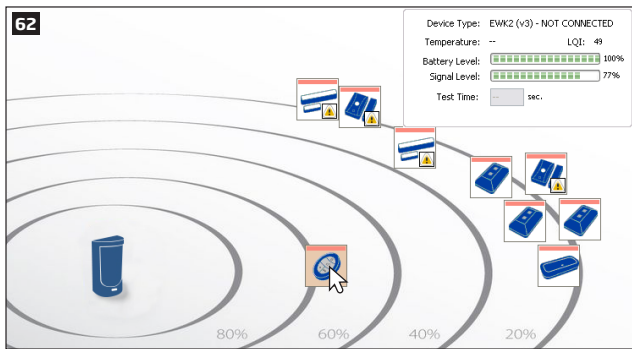 62
Device Type: EWK2 (v3) - NOT CONNECTED
Temperature: -- LQI: 49
Battery Level: 100%
Signal Level: 77%
Test Time: -- sec.
80% 60% 40% 20%